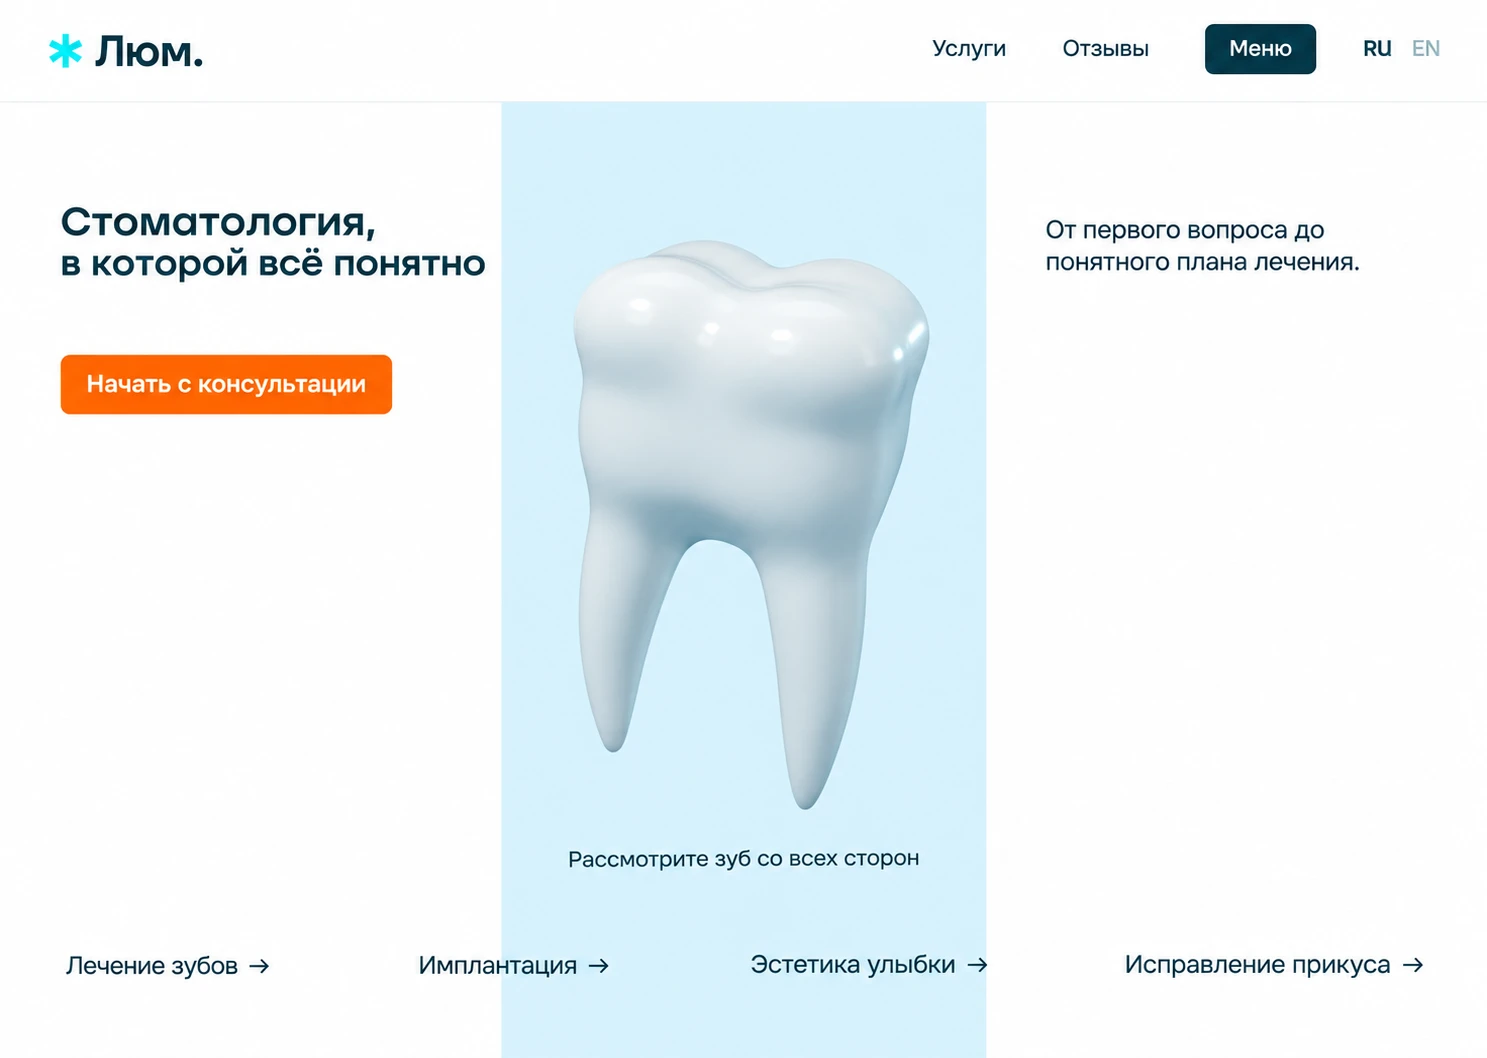 Люм.
Услуги
Отзывы
Меню
RU EN
Стоматология,
в которой всё понятно
От первого вопроса до
понятного плана лечения.
Начать с консультации
Рассмотрите зуб со всех сторон
Лечение зубов →
Имплантация →
Эстетика улыбки →
Исправление прикуса →